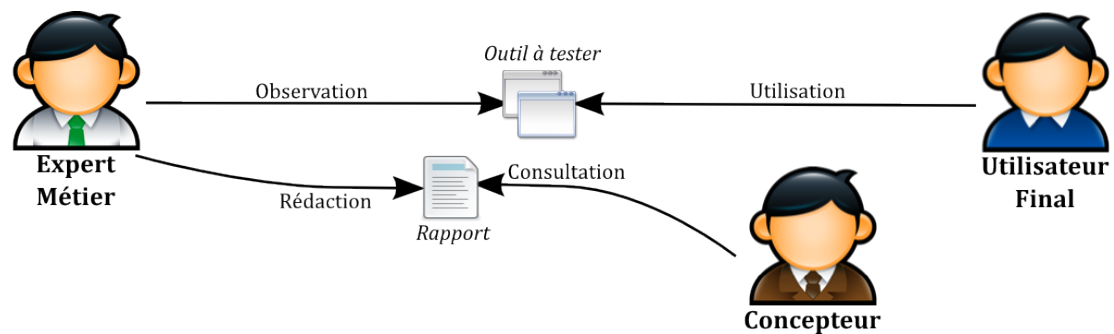 Outil à tester
Observation
Utilisation
Expert
Métier
Consultation
Utilisateur
Final
Rédaction
Rapport
Concepteur